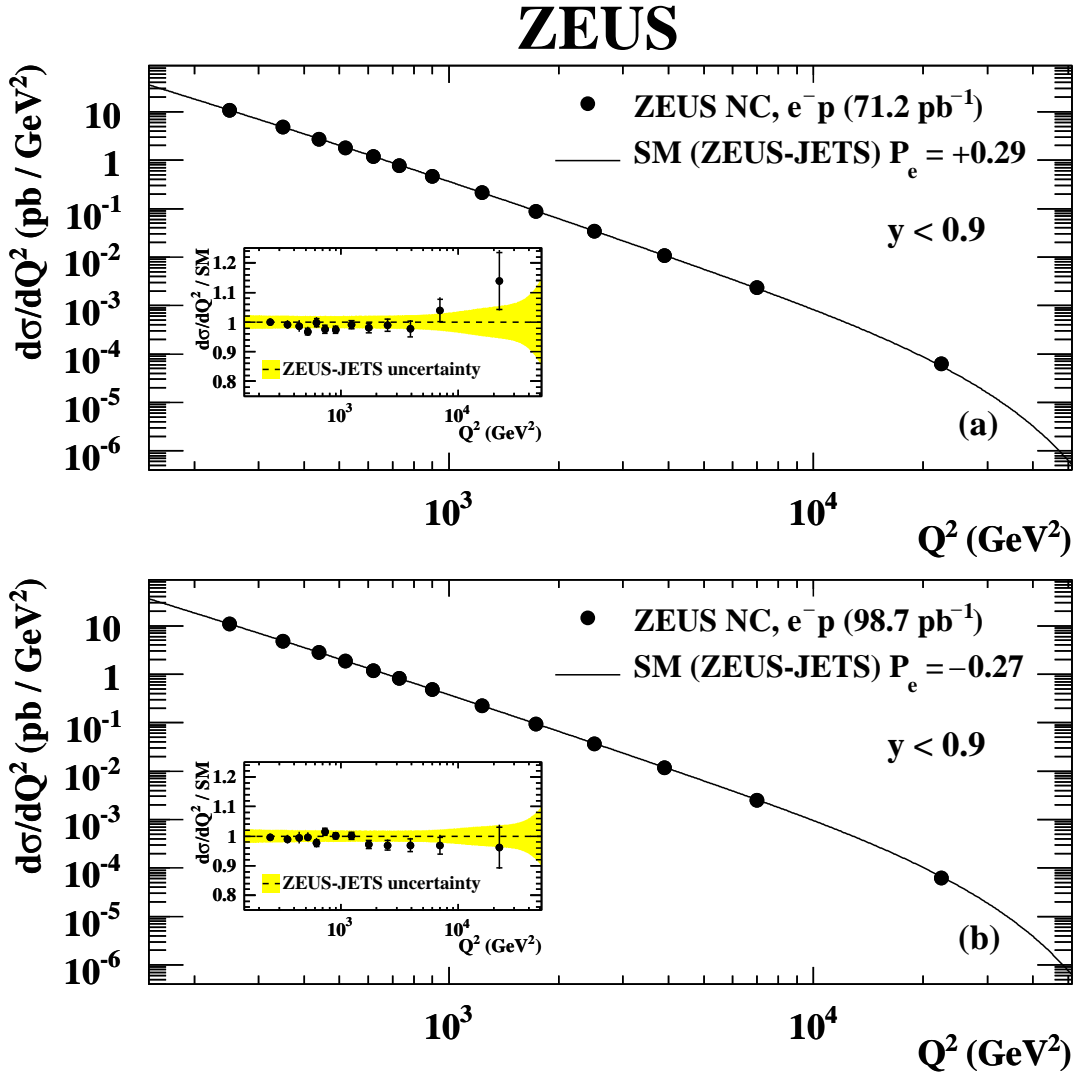 ZEUS
dσ/dQ² (pb / GeV²)
10
1
10⁻¹
10⁻²
10⁻³
10⁻⁴
10⁻⁵
10⁻⁶
ZEUS NC, e⁻p (71.2 pb⁻¹)
SM (ZEUS-JETS) Pₑ = +0.29
y < 0.9
dσ/dQ² / SM
1.2
1.1
1
0.9
0.8
ZEUS-JETS uncertainty
10³ 10⁴
Q² (GeV²)
(a)
10³ 10⁴
Q² (GeV²)
dσ/dQ² (pb / GeV²)
10
1
10⁻¹
10⁻²
10⁻³
10⁻⁴
10⁻⁵
10⁻⁶
ZEUS NC, e⁻p (98.7 pb⁻¹)
SM (ZEUS-JETS) Pₑ = −0.27
y < 0.9
dσ/dQ² / SM
1.2
1.1
1
0.9
0.8
ZEUS-JETS uncertainty
10³ 10⁴
Q² (GeV²)
(b)
10³ 10⁴
Q² (GeV²)